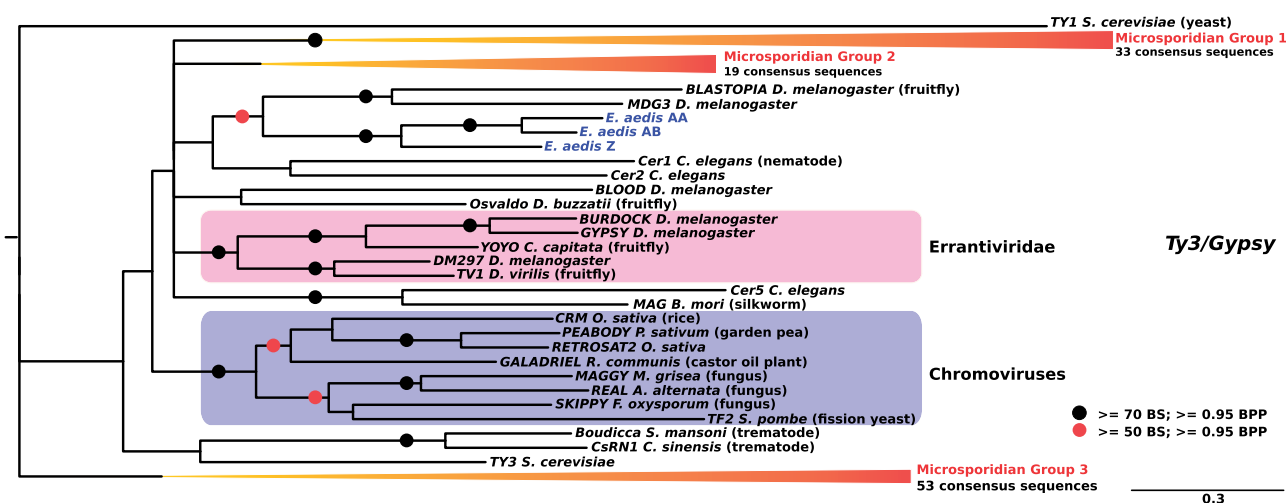 TY1 S. cerevisiae (yeast)
Microsporidian Group 1
33 consensus sequences
Microsporidian Group 2
19 consensus sequences
BLASTOPIA D. melanogaster (fruitfly)
MDG3 D. melanogaster
E. aedis AA
E. aedis AB
E. aedis Z
Cer1 C. elegans (nematode)
Cer2 C. elegans
BLOOD D. melanogaster
Osvaldo D. buzzatii (fruitfly)
BURDOCK D. melanogaster
GYPSY D. melanogaster
YOYO C. capitata (fruitfly)
DM297 D. melanogaster
TV1 D. virilis (fruitfly)
Errantiviridae
Ty3/Gypsy
Cer5 C. elegans
MAG B. mori (silkworm)
CRM O. sativa (rice)
PEABODY P. sativum (garden pea)
RETROSAT2 O. sativa
GALADRIEL R. communis (castor oil plant)
MAGGY M. grisea (fungus)
REAL A. alternata (fungus)
SKIPPY F. oxysporum (fungus)
TF2 S. pombe (fission yeast)
Chromoviruses
>= 70 BS; >= 0.95 BPP
>= 50 BS; >= 0.95 BPP
Boudicca S. mansoni (trematode)
CsRN1 C. sinensis (trematode)
TY3 S. cerevisiae
Microsporidian Group 3
53 consensus sequences
0.3